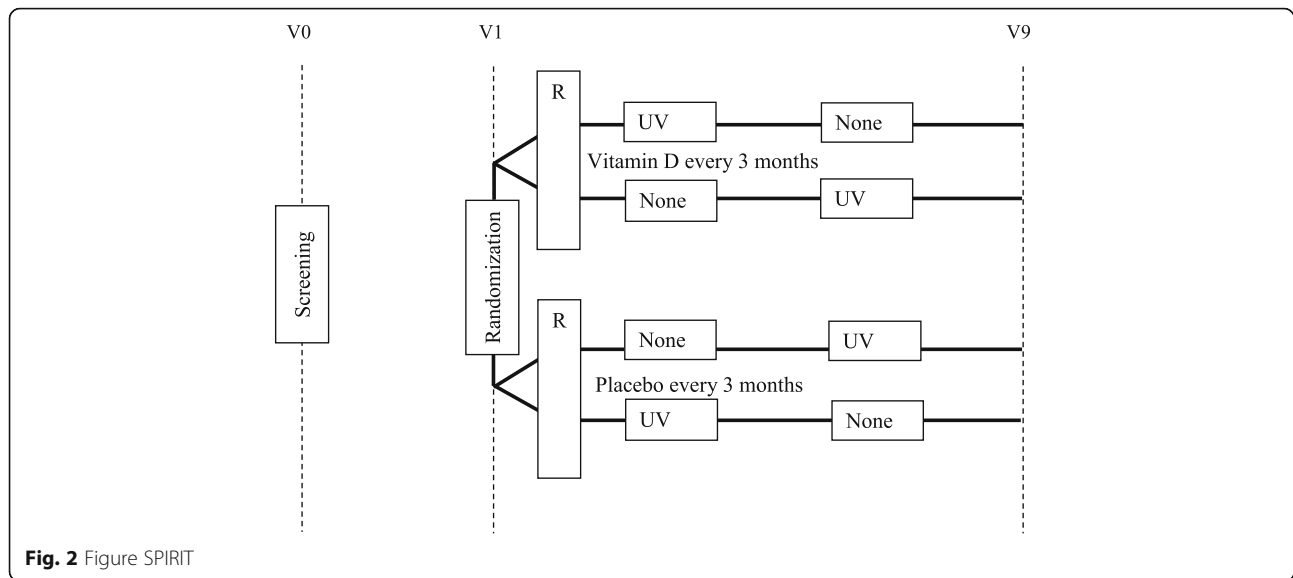 V0 V1 V9
R
UV None
Vitamin D every 3 months
None UV
Screening
Randomization
R
None UV
Placebo every 3 months
UV None
Fig. 2 Figure SPIRIT